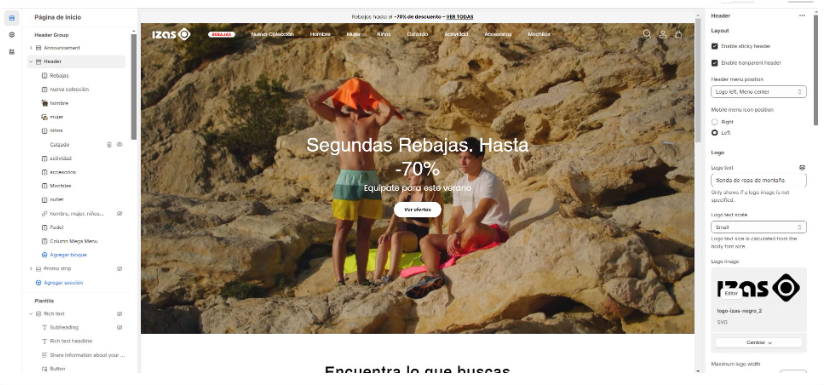 Página de inicio
Header Group
Announcement
Header
Rebajas
nueva colección
hombre
mujer
niños
Calzado
actividad
accesorios
Mochilas
outlet
hombre, mujer, niños...
Padel
Column Mega Menu
Agregar bloque
Promo strip
Agregar sección
Plantilla
Rich text
Subheading
Rich text headline
Share information about your ...
Button
Rebajas hasta el -70% de descuento - VER TODAS
IZAS
REBAJAS
Nueva Colección
Hombre
Mujer
Niños
Calzado
Actividad
Accesorios
Mochilas
Segundas Rebajas. Hasta
-70%
Equípate para este verano
Ver ofertas
Encuentra lo que buscas
Header
Layout
Enable sticky header
Enable tranparent header
Header menu position
Logo left, Menu center
Mobile menu icon position
Right
Left
Logo
Logo text
tienda de ropa de montaña
Only shows if a logo image is not
specified.
Logo text scale
Small
Logo text size is calculated from the
body font size.
Logo image
IZAS
Editar
logo-izas-negro_2
SVG
Cambiar
Maximum logo width